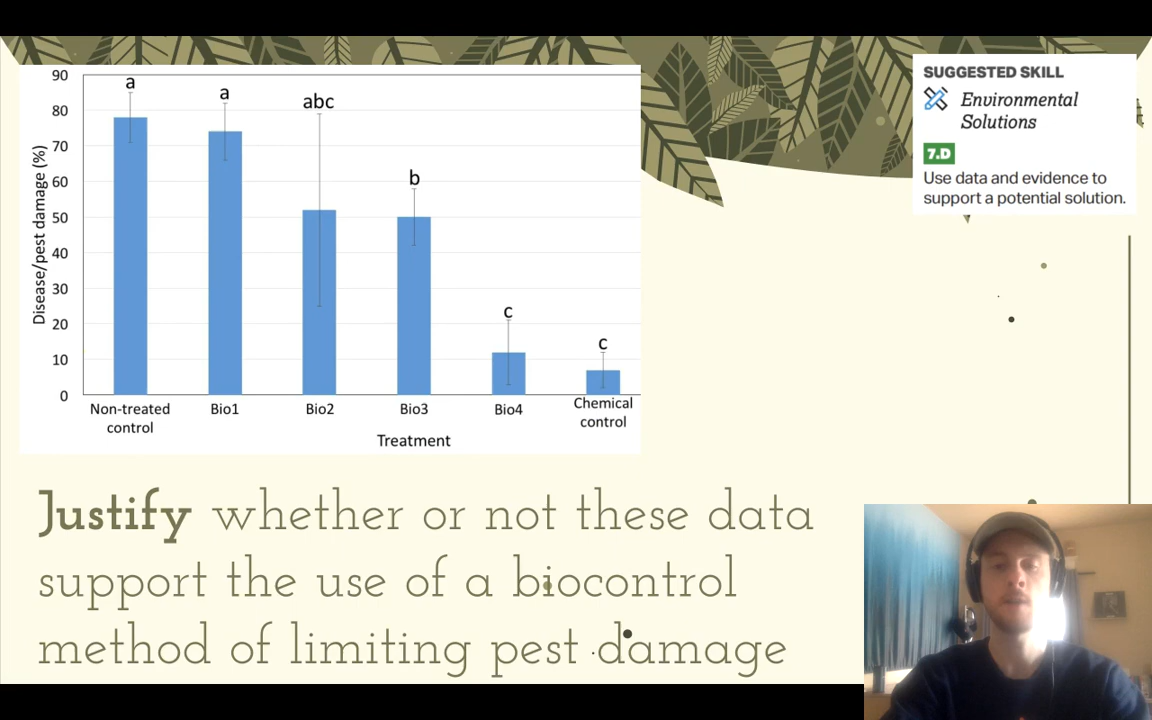 90
80
70
60
50
40
30
20
10
0
Disease/pest damage (%)
a
a
abc
b
c
c
Non-treated
control
Bio1
Bio2
Bio3
Bio4
Chemical
control
Treatment
SUGGESTED SKILL
Environmental
Solutions
7.D
Use data and evidence to
support a potential solution.
Justify whether or not these data
support the use of a biocontrol
method of limiting pest damage